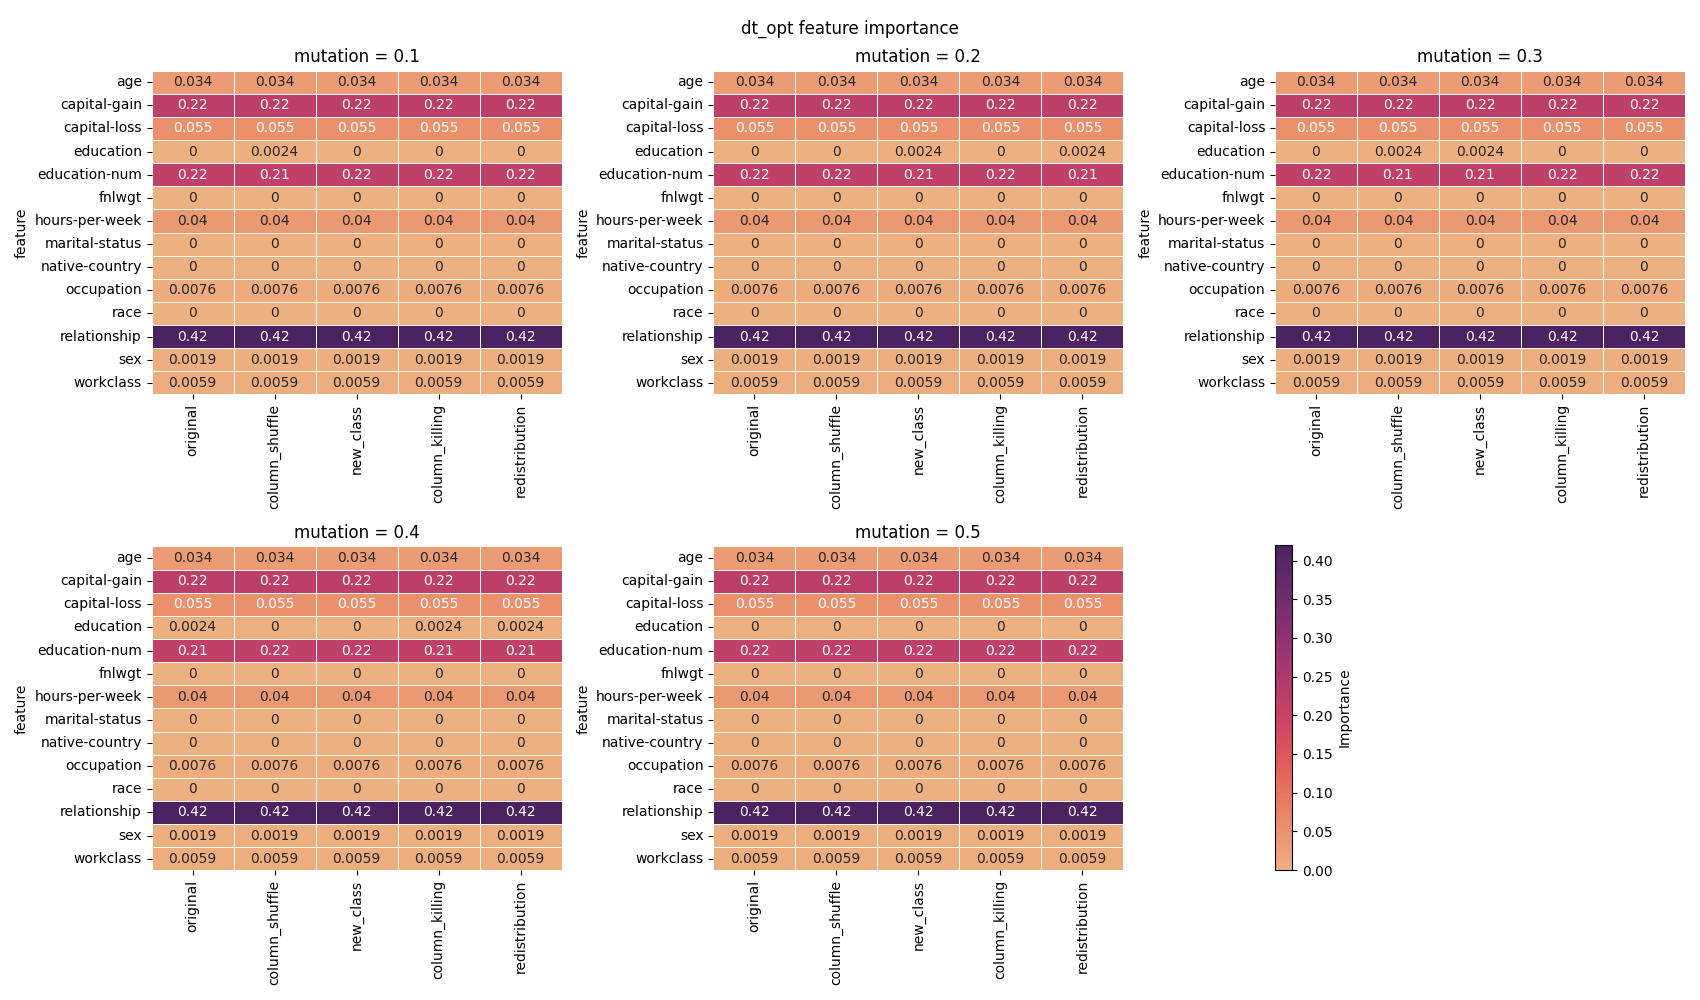 dt_opt feature importance
mutation = 0.1
feature
age 0.034 0.034 0.034 0.034 0.034
capital-gain 0.22 0.22 0.22 0.22 0.22
capital-loss 0.055 0.055 0.055 0.055 0.055
education 0 0.0024 0 0 0
education-num 0.22 0.21 0.22 0.22 0.22
fnlwgt 0 0 0 0 0
hours-per-week 0.04 0.04 0.04 0.04 0.04
marital-status 0 0 0 0 0
native-country 0 0 0 0 0
occupation 0.0076 0.0076 0.0076 0.0076 0.0076
race 0 0 0 0 0
relationship 0.42 0.42 0.42 0.42 0.42
sex 0.0019 0.0019 0.0019 0.0019 0.0019
workclass 0.0059 0.0059 0.0059 0.0059 0.0059
original column_shuffle new_class column_killing redistribution
mutation = 0.2
feature
age 0.034 0.034 0.034 0.034 0.034
capital-gain 0.22 0.22 0.22 0.22 0.22
capital-loss 0.055 0.055 0.055 0.055 0.055
education 0 0 0.0024 0 0.0024
education-num 0.22 0.22 0.21 0.22 0.21
fnlwgt 0 0 0 0 0
hours-per-week 0.04 0.04 0.04 0.04 0.04
marital-status 0 0 0 0 0
native-country 0 0 0 0 0
occupation 0.0076 0.0076 0.0076 0.0076 0.0076
race 0 0 0 0 0
relationship 0.42 0.42 0.42 0.42 0.42
sex 0.0019 0.0019 0.0019 0.0019 0.0019
workclass 0.0059 0.0059 0.0059 0.0059 0.0059
original column_shuffle new_class column_killing redistribution
mutation = 0.3
feature
age 0.034 0.034 0.034 0.034 0.034
capital-gain 0.22 0.22 0.22 0.22 0.22
capital-loss 0.055 0.055 0.055 0.055 0.055
education 0 0.0024 0.0024 0 0
education-num 0.22 0.21 0.21 0.22 0.22
fnlwgt 0 0 0 0 0
hours-per-week 0.04 0.04 0.04 0.04 0.04
marital-status 0 0 0 0 0
native-country 0 0 0 0 0
occupation 0.0076 0.0076 0.0076 0.0076 0.0076
race 0 0 0 0 0
relationship 0.42 0.42 0.42 0.42 0.42
sex 0.0019 0.0019 0.0019 0.0019 0.0019
workclass 0.0059 0.0059 0.0059 0.0059 0.0059
original column_shuffle new_class column_killing redistribution
mutation = 0.4
feature
age 0.034 0.034 0.034 0.034 0.034
capital-gain 0.22 0.22 0.22 0.22 0.22
capital-loss 0.055 0.055 0.055 0.055 0.055
education 0.0024 0 0 0.0024 0.0024
education-num 0.21 0.22 0.22 0.21 0.21
fnlwgt 0 0 0 0 0
hours-per-week 0.04 0.04 0.04 0.04 0.04
marital-status 0 0 0 0 0
native-country 0 0 0 0 0
occupation 0.0076 0.0076 0.0076 0.0076 0.0076
race 0 0 0 0 0
relationship 0.42 0.42 0.42 0.42 0.42
sex 0.0019 0.0019 0.0019 0.0019 0.0019
workclass 0.0059 0.0059 0.0059 0.0059 0.0059
original column_shuffle new_class column_killing redistribution
mutation = 0.5
feature
age 0.034 0.034 0.034 0.034 0.034
capital-gain 0.22 0.22 0.22 0.22 0.22
capital-loss 0.055 0.055 0.055 0.055 0.055
education 0 0 0 0 0
education-num 0.22 0.22 0.22 0.22 0.22
fnlwgt 0 0 0 0 0
hours-per-week 0.04 0.04 0.04 0.04 0.04
marital-status 0 0 0 0 0
native-country 0 0 0 0 0
occupation 0.0076 0.0076 0.0076 0.0076 0.0076
race 0 0 0 0 0
relationship 0.42 0.42 0.42 0.42 0.42
sex 0.0019 0.0019 0.0019 0.0019 0.0019
workclass 0.0059 0.0059 0.0059 0.0059 0.0059
original column_shuffle new_class column_killing redistribution
0.40
0.35
0.30
0.25
0.20
0.15
0.10
0.05
0.00
Importance